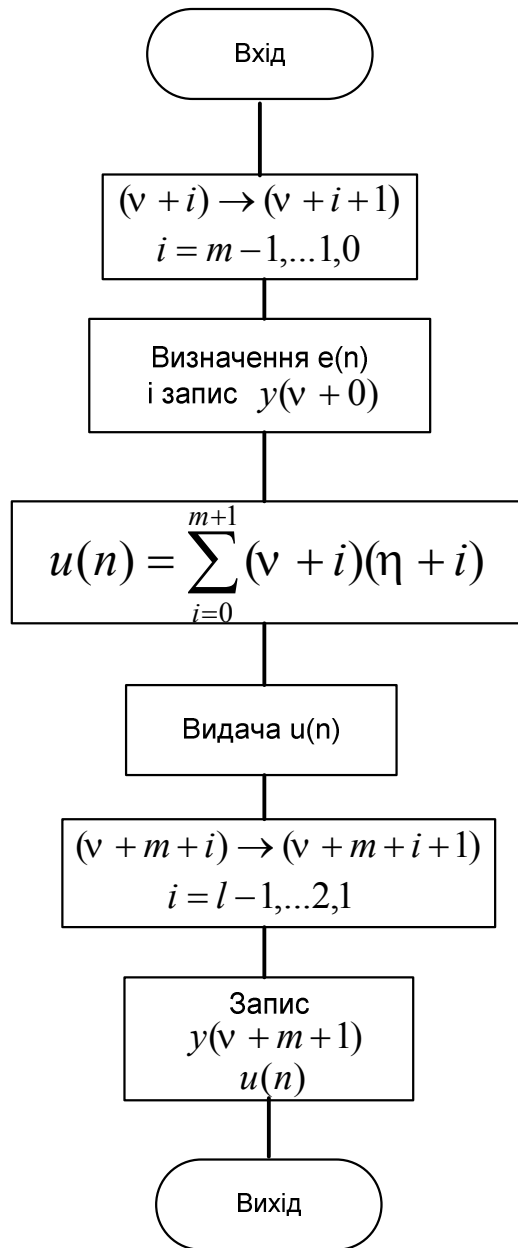 Вхід
(ν + i) → (ν + i + 1)
i = m − 1,...1,0
Визначення e(n)
і запис y(ν + 0)
u(n) = ∑_{i=0}^{m+1} (ν + i)(η + i)
Видача u(n)
(ν + m + i) → (ν + m + i + 1)
i = l − 1,...2,1
Запис
y(ν + m + 1)
u(n)
Вихід